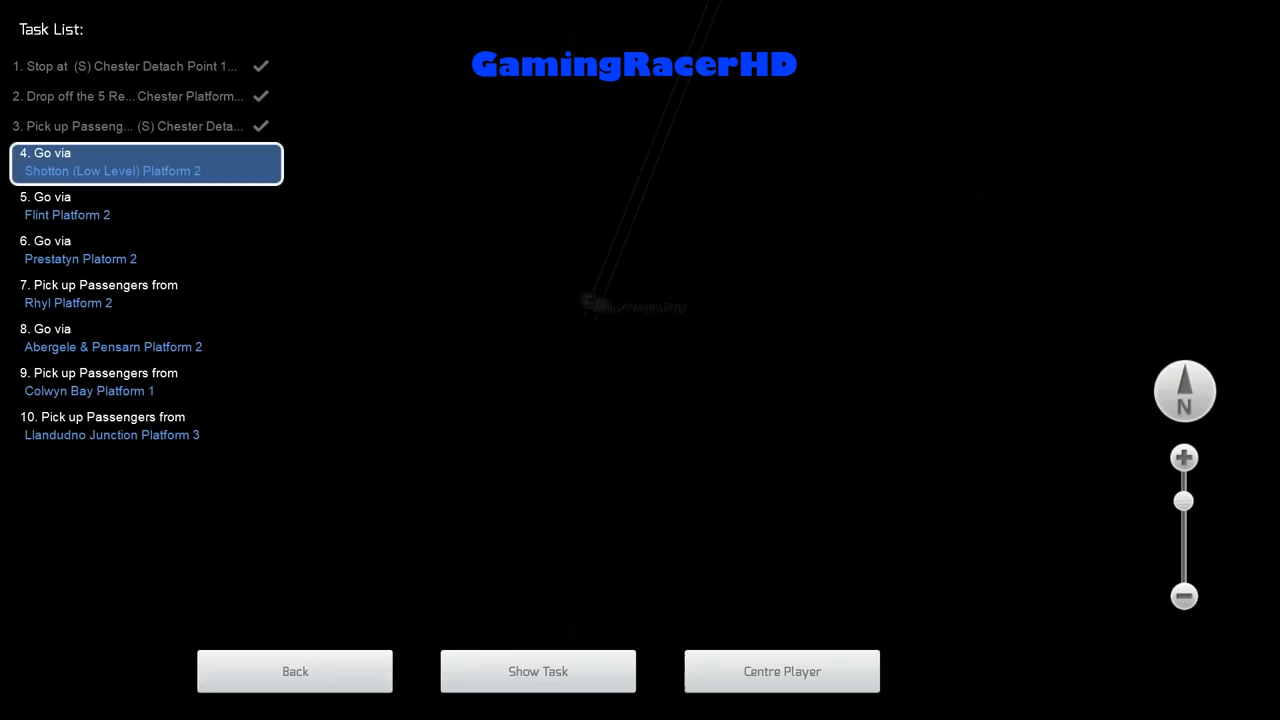 Task List:
GamingRacerHD
1. Stop at (S) Chester Detach Point 1...
2. Drop off the 5 Re... Chester Platform...
3. Pick up Passeng... (S) Chester Deta...
4. Go via
Shotton (Low Level) Platform 2
5. Go via
Flint Platform 2
6. Go via
Prestatyn Platorm 2
7. Pick up Passengers from
Rhyl Platform 2
8. Go via
Abergele & Pensarn Platform 2
9. Pick up Passengers from
Colwyn Bay Platform 1
10. Pick up Passengers from
Llandudno Junction Platform 3
N
Back
Show Task
Centre Player